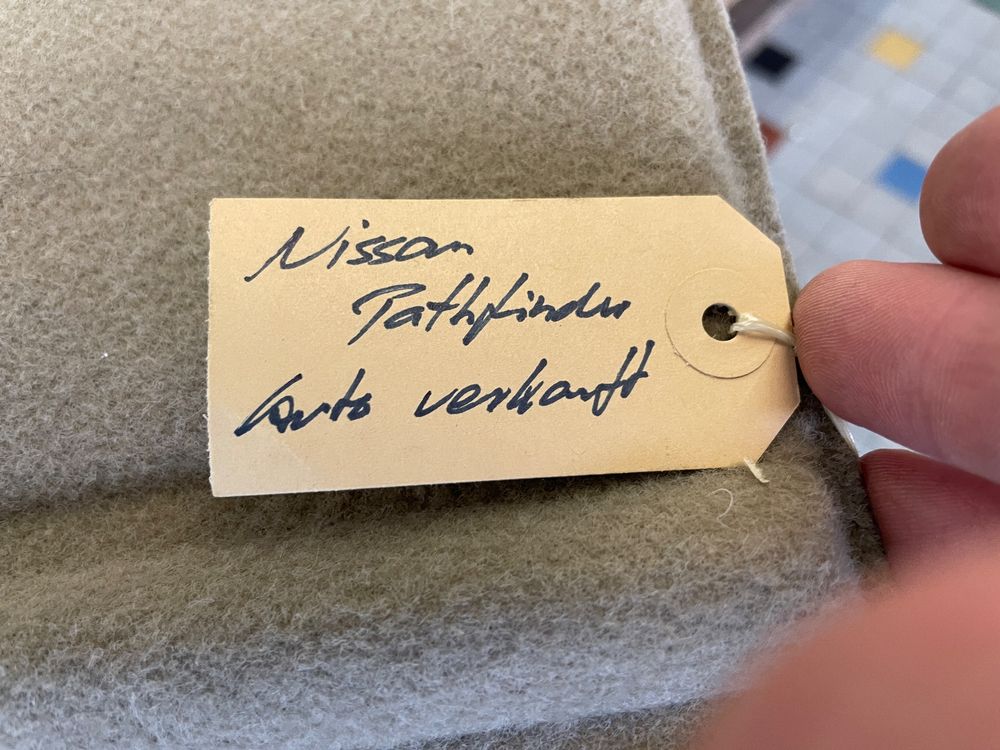 Nissan
Pathfinder
Auto verkauft